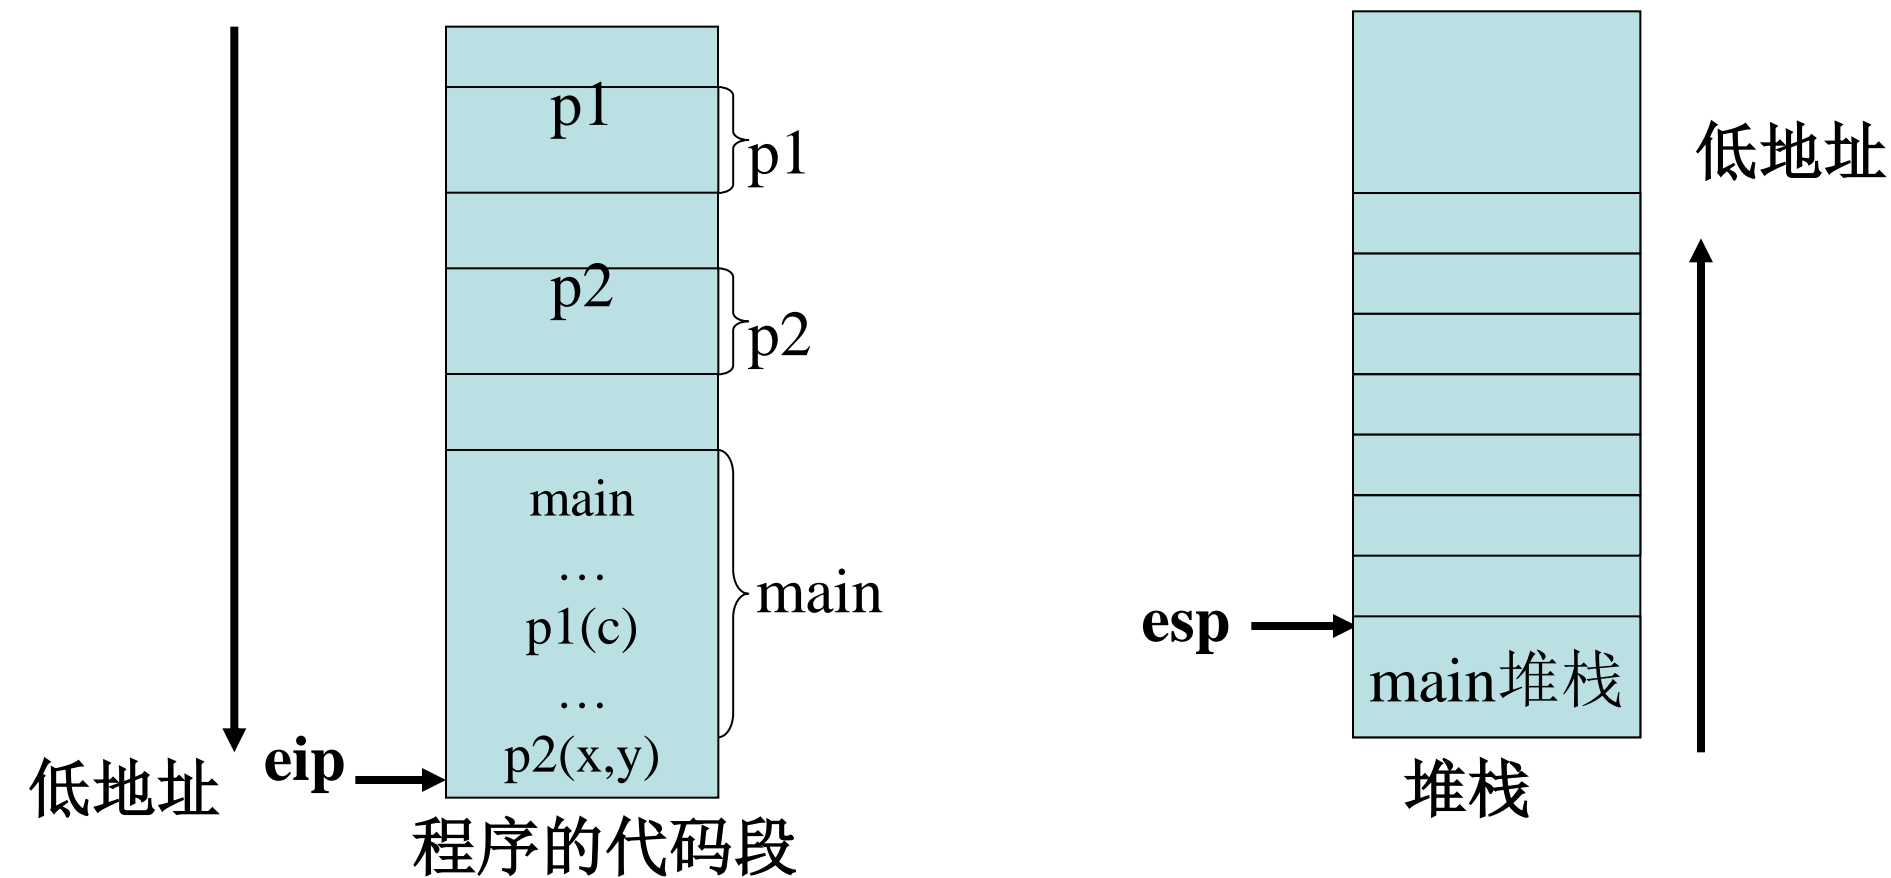 p1
p1
p2
p2
main
…
p1(c)
…
p2(x,y)
main
eip
低地址
程序的代码段
低地址
esp
main堆栈
堆栈